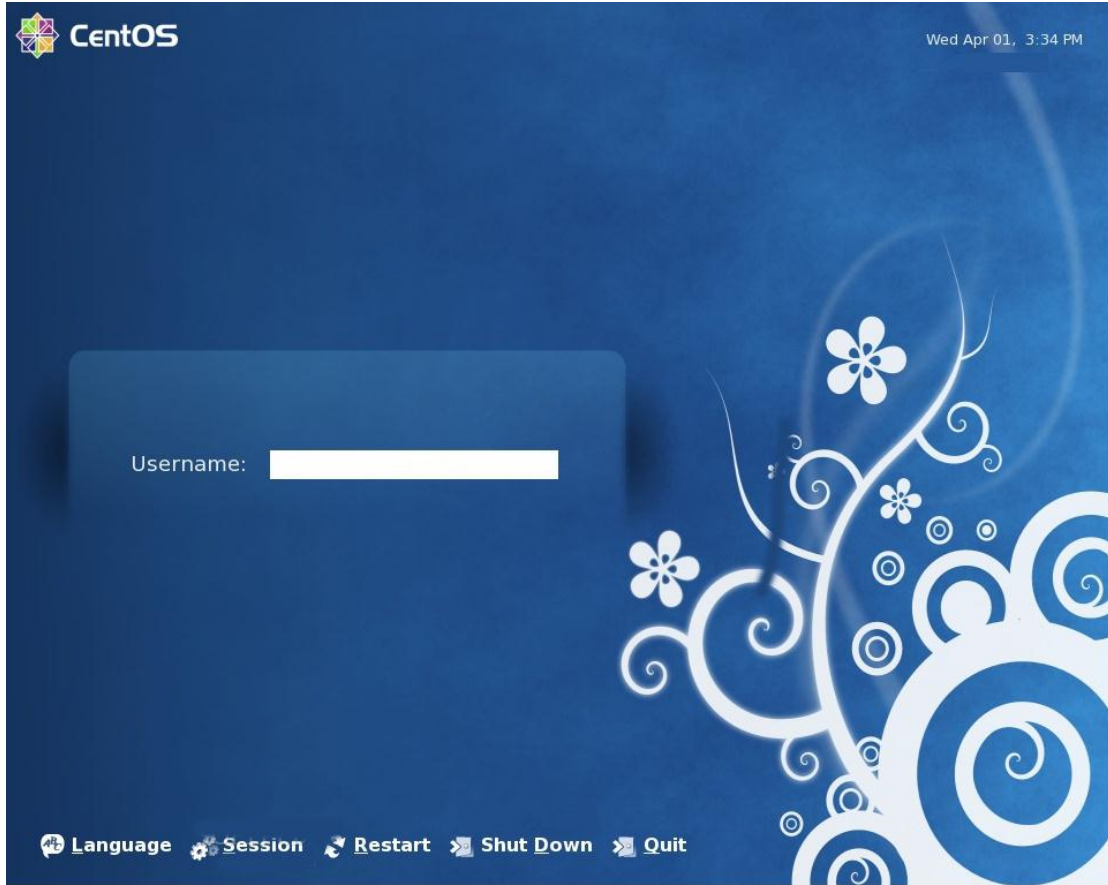 CentOS
Wed Apr 01, 3:34 PM
Username:
Language Session Restart Shut Down Quit